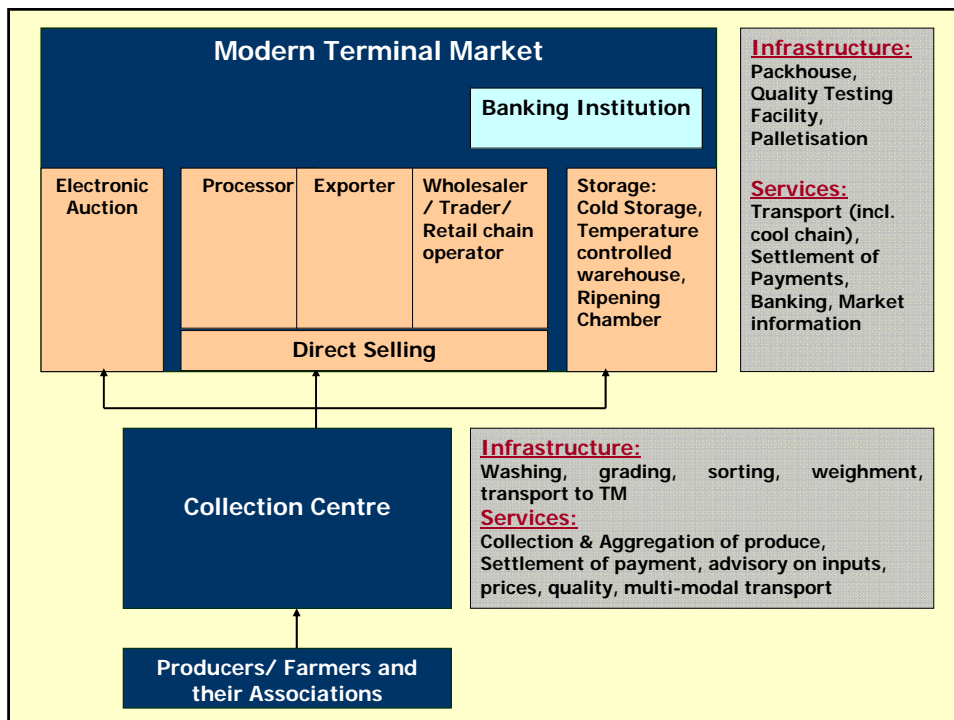 Modern Terminal Market
Banking Institution
Electronic
Auction
Processor
Exporter
Wholesaler
/ Trader/
Retail chain
operator
Direct Selling
Storage:
Cold Storage,
Temperature
controlled
warehouse,
Ripening
Chamber
Infrastructure:
Packhouse,
Quality Testing
Facility,
Palletisation
Services:
Transport (incl.
cool chain),
Settlement of
Payments,
Banking, Market
information
Collection Centre
Infrastructure:
Washing, grading, sorting, weighment,
transport to TM
Services:
Collection & Aggregation of produce,
Settlement of payment, advisory on inputs,
prices, quality, multi-modal transport
Producers/ Farmers and
their Associations